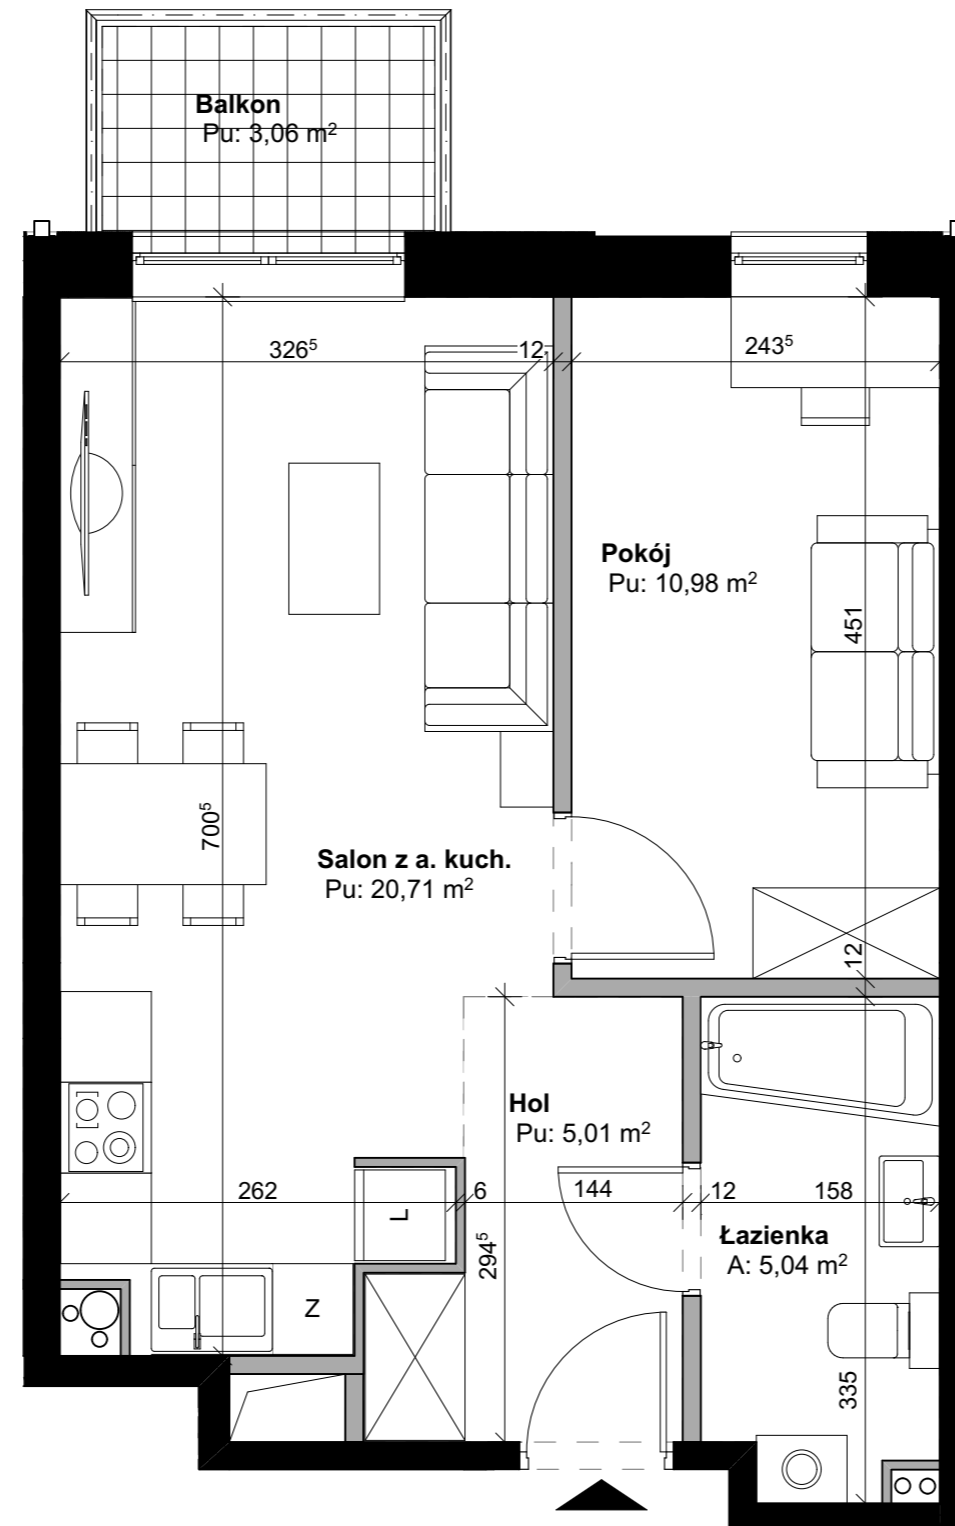 Balkon
Pu: 3,06 m²
326⁵
12
243⁵
Pokój
Pu: 10,98 m²
451
700⁵
Salon z a. kuch.
Pu: 20,71 m²
12
Hol
Pu: 5,01 m²
262
6
144
12
158
L
294⁵
Łazienka
A: 5,04 m²
Z
335